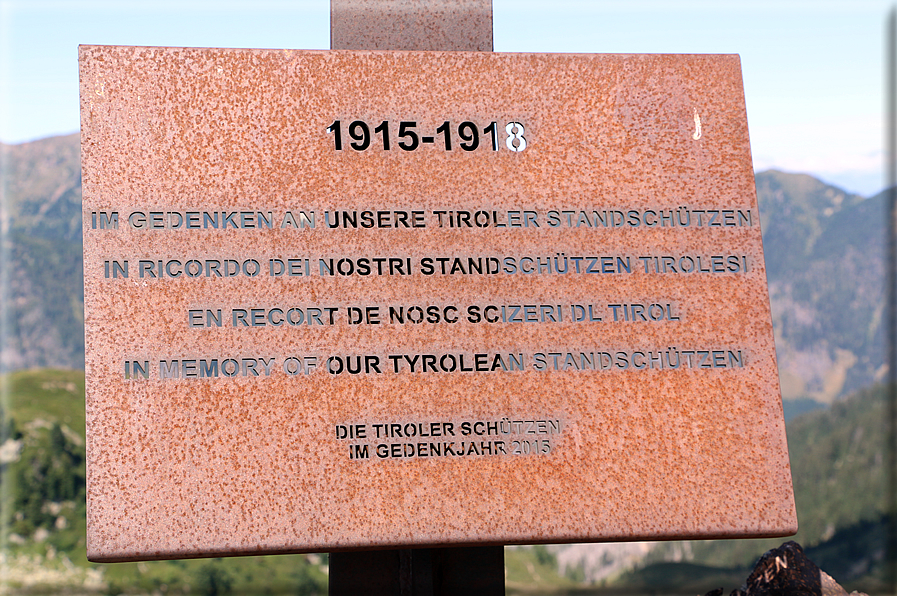 1915-1918
IM GEDENKEN AN UNSERE TIROLER STANDSCHÜTZEN
IN RICORDO DEI NOSTRI STANDSCHÜTZEN TIROLESI
EN RECORT DE NOSC SCIZERI DL TIROL
IN MEMORY OF OUR TYROLEAN STANDSCHÜTZEN
DIE TIROLER SCHÜTZEN
IM GEDENKJAHR 2015